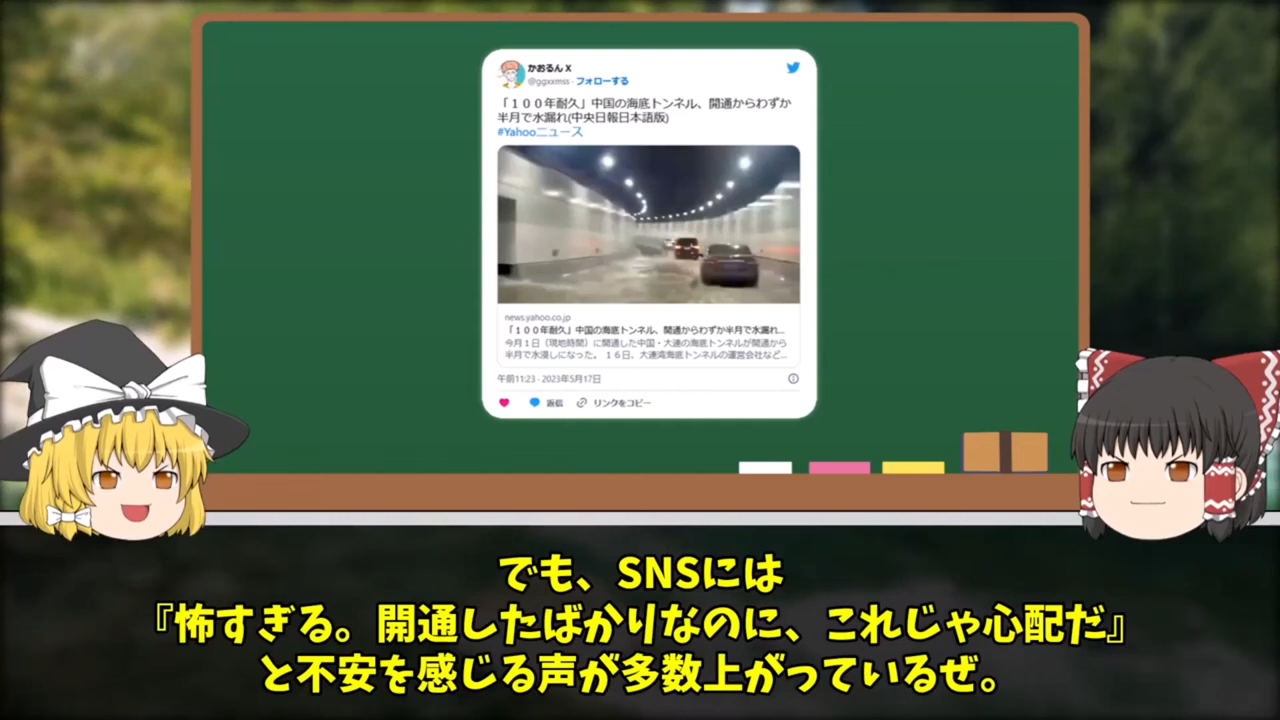 かおるん X
@ggxxmss · フォローする
「１００年耐久」中国の海底トンネル、開通からわずか
半月で水漏れ(中央日報日本語版)
#Yahooニュース
news.yahoo.co.jp
「１００年耐久」中国の海底トンネル、開通からわずか半月で水漏れ...
今月１日（現地時間）に開通した中国・大連の海底トンネルが開通から
半月で水浸しになった。 １６日、大連湾海底トンネルの運営会社など...
午前11:23 · 2023年5月17日
返信 リンクをコピー
でも、SNSには
『怖すぎる。開通したばかりなのに、これじゃ心配だ』
と不安を感じる声が多数上がっているぜ。